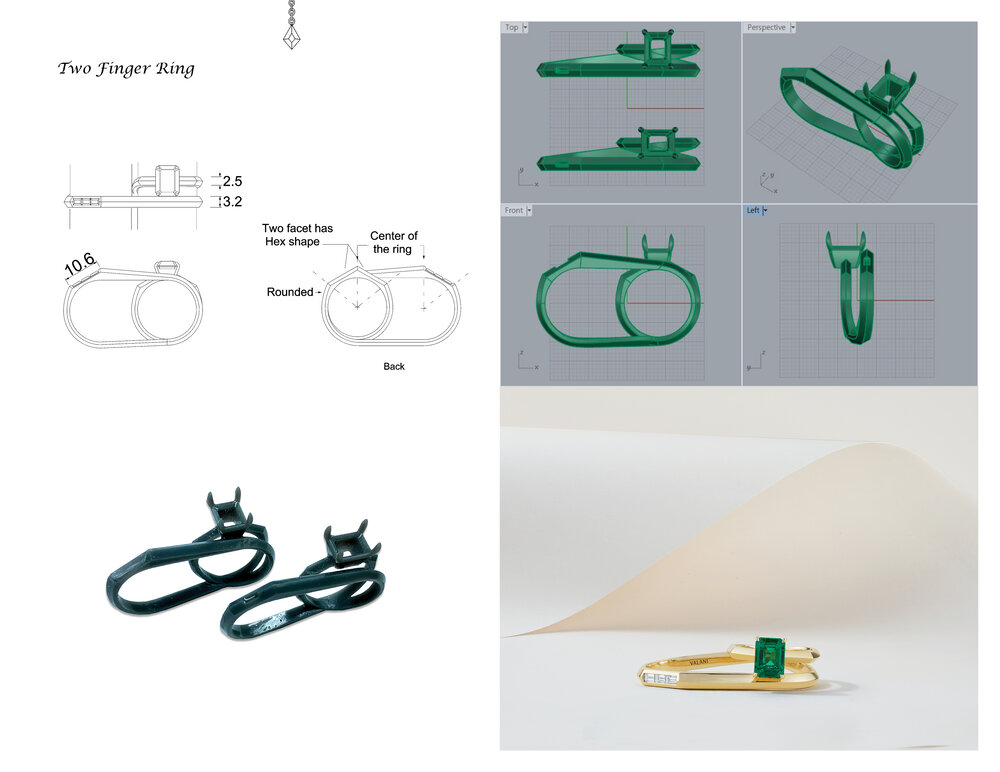 Two Finger Ring
2.5
3.2
10.6
Two facet has
Hex shape
Center of
the ring
Rounded
Back
Top
Perspective
z
y
x
y
x
Front
Left
z
x
z
y
VALANI